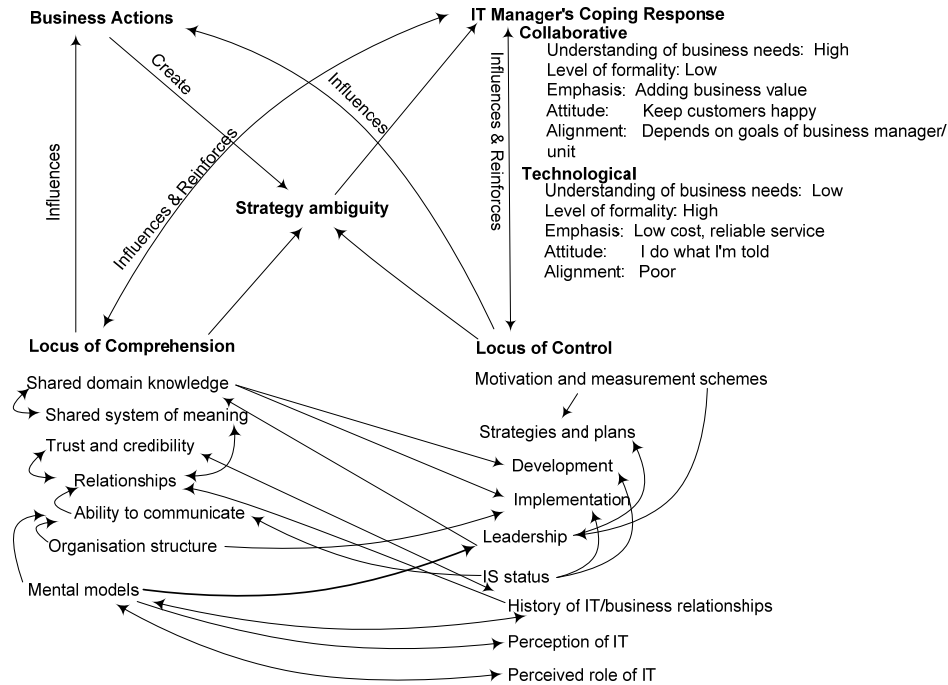 Business Actions
IT Manager's Coping Response
Collaborative
Understanding of business needs: High
Level of formality: Low
Emphasis: Adding business value
Attitude: Keep customers happy
Alignment: Depends on goals of business manager/
unit
Technological
Understanding of business needs: Low
Level of formality: High
Emphasis: Low cost, reliable service
Attitude: I do what I'm told
Alignment: Poor
Create
Influences
Influences & Reinforces
Influences
Influences & Reinforces
Strategy ambiguity
Locus of Comprehension
Shared domain knowledge
Shared system of meaning
Trust and credibility
Relationships
Ability to communicate
Organisation structure
Mental models
Locus of Control
Motivation and measurement schemes
Strategies and plans
Development
Implementation
Leadership
IS status
History of IT/business relationships
Perception of IT
Perceived role of IT